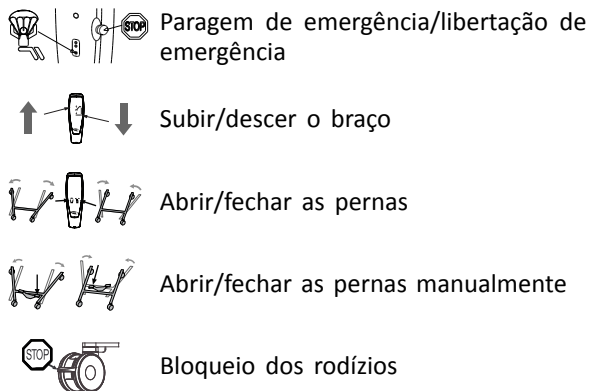 STOP
Paragem de emergência/libertação de
emergência
Subir/descer o braço
Abrir/fechar as pernas
Abrir/fechar as pernas manualmente
STOP
Bloqueio dos rodízios